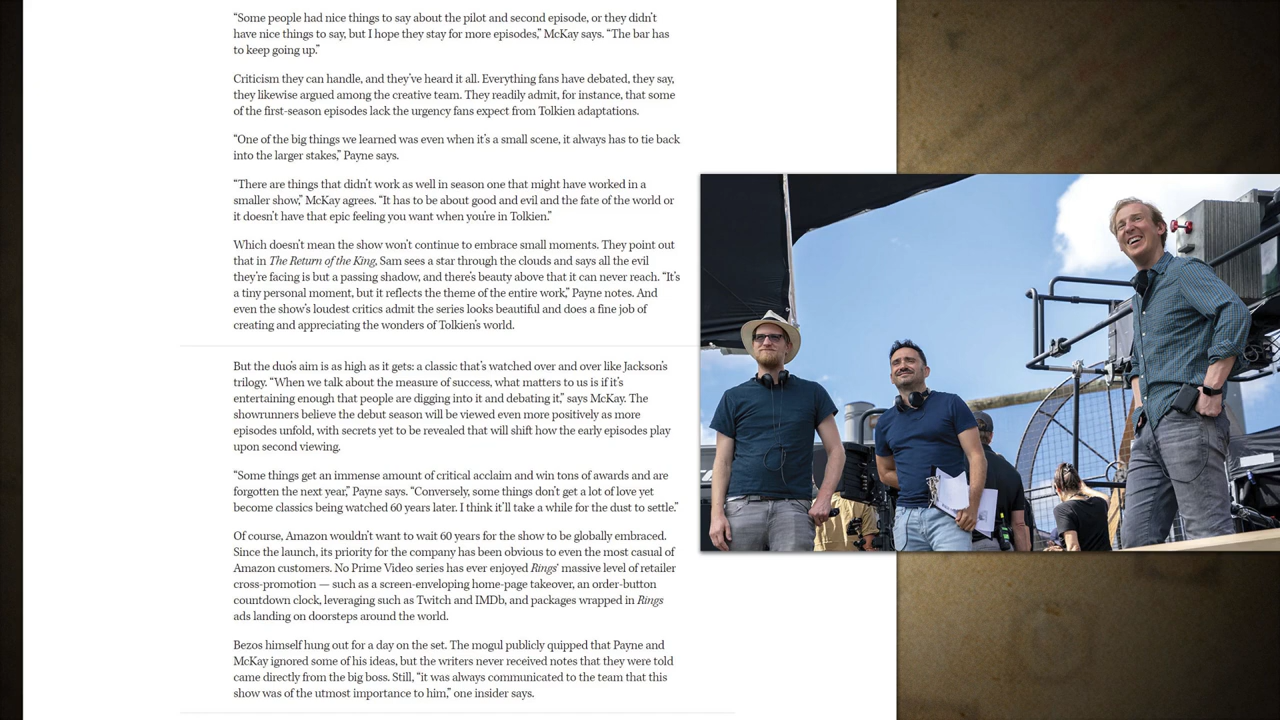 “Some people had nice things to say about the pilot and second episode, or they didn’t
have nice things to say, but I hope they stay for more episodes,” McKay says. “The bar has
to keep going up.”
Criticism they can handle, and they’ve heard it all. Everything fans have debated, they say,
they likewise argued among the creative team. They readily admit, for instance, that some
of the first-season episodes lack the urgency fans expect from Tolkien adaptations.
“One of the big things we learned was even when it’s a small scene, it always has to tie back
into the larger stakes,” Payne says.
“There are things that didn’t work as well in season one that might have worked in a
smaller show,” McKay agrees. “It has to be about good and evil and the fate of the world or
it doesn’t have that epic feeling you want when you’re in Tolkien.”
Which doesn’t mean the show won’t continue to embrace small moments. They point out
that in The Return of the King, Sam sees a star through the clouds and says all the evil
they’re facing is but a passing shadow, and there’s beauty above that it can never reach. “It’s
a tiny personal moment, but it reflects the theme of the entire work,” Payne notes. And
even the show’s loudest critics admit the series looks beautiful and does a fine job of
creating and appreciating the wonders of Tolkien’s world.
But the duo’s aim is as high as it gets: a classic that’s watched over and over like Jackson’s
trilogy. “When we talk about the measure of success, what matters to us is if it’s
entertaining enough that people are digging into it and debating it,” says McKay. The
showrunners believe the debut season will be viewed even more positively as more
episodes unfold, with secrets yet to be revealed that will shift how the early episodes play
upon second viewing.
“Some things get an immense amount of critical acclaim and win tons of awards and are
forgotten the next year,” Payne says. “Conversely, some things don’t get a lot of love yet
become classics being watched 60 years later. I think it’ll take a while for the dust to settle.”
Of course, Amazon wouldn’t want to wait 60 years for the show to be globally embraced.
Since the launch, its priority for the company has been obvious to even the most casual of
Amazon customers. No Prime Video series has ever enjoyed Rings’ massive level of retailer
cross-promotion — such as a screen-enveloping home-page takeover, an order-button
countdown clock, leveraging such as Twitch and IMDb, and packages wrapped in Rings
ads landing on doorsteps around the world.
Bezos himself hung out for a day on the set. The mogul publicly quipped that Payne and
McKay ignored some of his ideas, but the writers never received notes that they were told
came directly from the big boss. Still, “it was always communicated to the team that this
show was of the utmost importance to him,” one insider says.